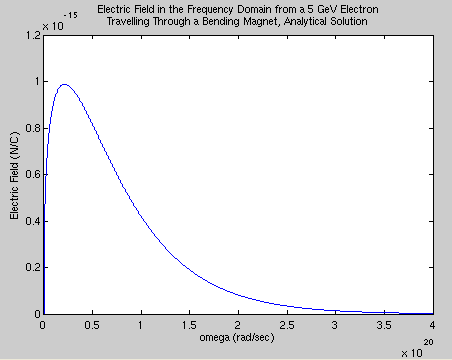 Electric Field in the Frequency Domain from a 5 GeV Electron
Travelling Through a Bending Magnet, Analytical Solution
x 10 -15
1.2
1
0.8
0.6
0.4
0.2
0
Electric Field (N/C)
0 0.5 1 1.5 2 2.5 3 3.5 4
omega (rad/sec)
x 10 20